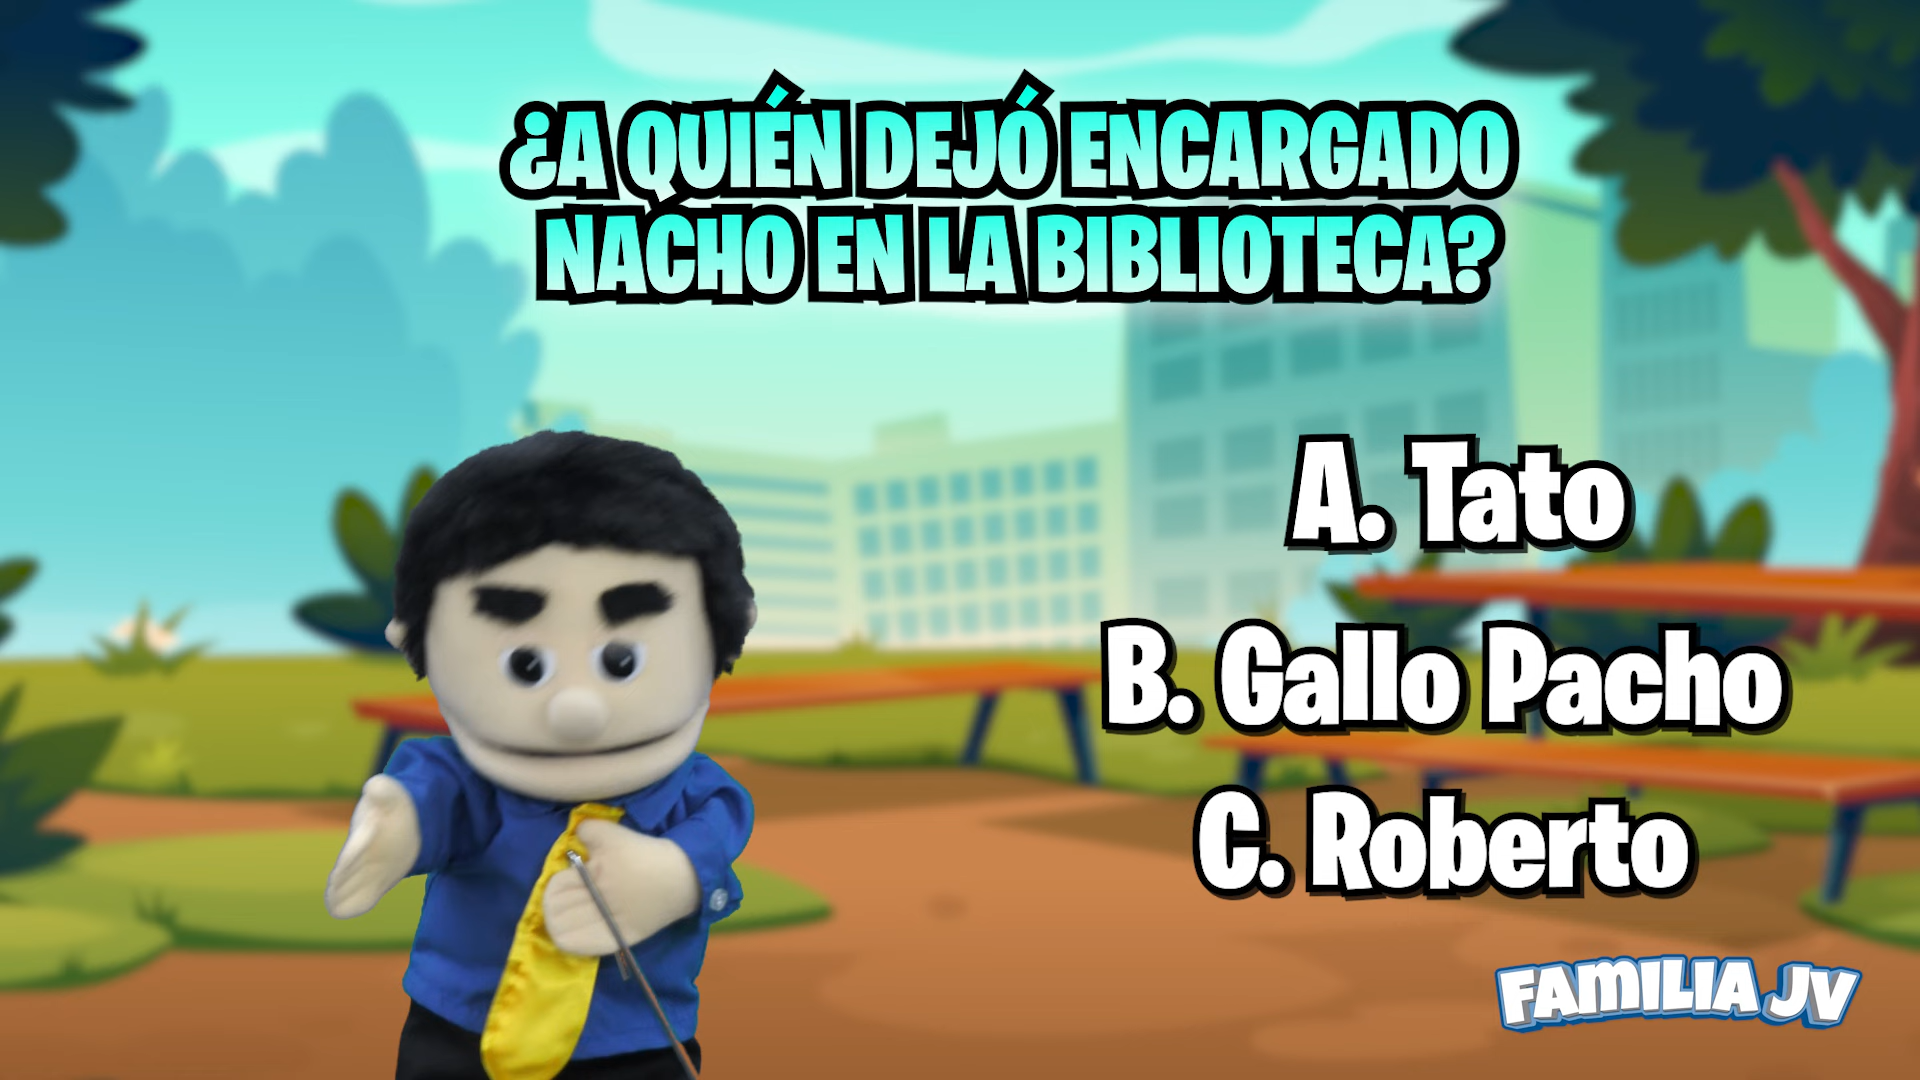 ¿A QUIÉN DEJÓ ENCARGADO
NACHO EN LA BIBLIOTECA?
A. Tato
B. Gallo Pacho
C. Roberto
FAMILIA JV